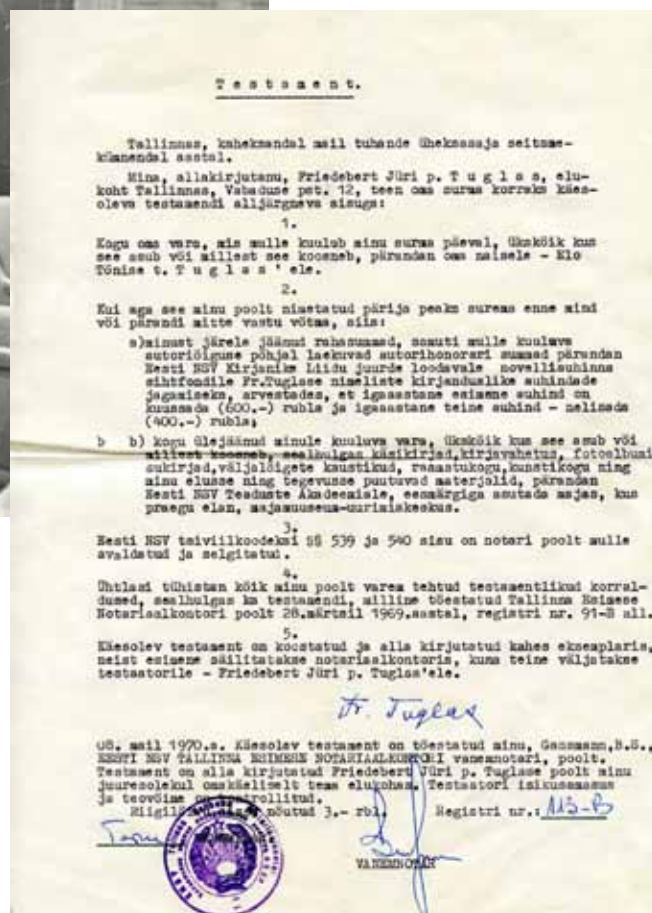 Testament.
Tallinnas, kaheksandal mail tuhande üheksasaja seitsme-
kümnendal aastal.
Mina, allakirjutanu, Friedebert Jüri p. Tuglas, elu-
koht Tallinnas, Vabaduse pst. 12, teen oma surma korraks käes-
oleva testamendi alljärgneva sisuga:
1.
Kogu oma vara, mis mulle kuulub minu surma päeval, ükskõik kus
see asub või millest see koosneb, pärandan oma naisele - Elo
Tõnise t. Tuglas'ele.
2.
Kui aga see minu poolt nimetatud pärija peaks surema enne mind
või pärandi mitte vastu võtma, siis:
a)minust järele jäänud rahasummad, samuti mulle kuuluva
autoriõiguse põhjal laekuvad autorihonorari summad pärandan
Eesti NSV Kirjanike Liidu juurde loodavale novelliauhinna
sihtfondile Fr.Tuglase nimeliste kirjanduslike auhindade
jagamiseks, arvestades, et igaaastane esimene auhind on
kuussada (600.-) rubla ja igaaastane teine auhind - nelisada
(400.-) rubla;
b b) kogu ülejäänud minule kuuluva vara, ükskõik kus see asub või
millest koosneb, sealhulgas käsikirjad,kirjavahetus, fotoalbumi
sukirjad,väljalõigete kaustikud, raamatukogu,kunstikogu ning
minu elusse ning tegevusse puutuvad materjalid, pärandan
Eesti NSV Teaduste Akadeemiale, eesmärgiga asutada majas, kus
praegu elan, majamuuseum-uurimiskeskus.
3.
Eesti NSV tsiviilkoodeksi §§ 539 ja 540 sisu on notari poolt mulle
avaldatud ja selgitatud.
4.
Ühtlasi tühistan kõik minu poolt varem tehtud testamentlikud korral-
dused, sealhulgas ka testamendi, milline tõestatud Tallinna Esimese
Notariaalkontori poolt 28.märtsil 1969.aastal, registri nr. 91-B all.
5.
Käesolev testament on koostatud ja alla kirjutatud kahes eksemplaris,
neist esimene säilitatakse notariaalkontoris, kuna teine väljatakse
testaatorile - Friedebert Jüri p. Tuglas'ele.
Fr. Tuglas
08. mail 1970.a. Käesolev testament on tõestatud minu, Gassmann,B.S.,
EESTI NSV TALLINNA ESIMESE NOTARIAALKONTORI vanemnotari, poolt.
Testament on alla kirjutatud Friedebert Jüri p. Tuglase poolt minu
juuresolekul omakäeliselt tema elukohas. Testaatori isikusamasus
ja teovõime on kontrollitud.
nõutud 3.- rbl. Registri nr.: 113-B
VANEMNOTAR